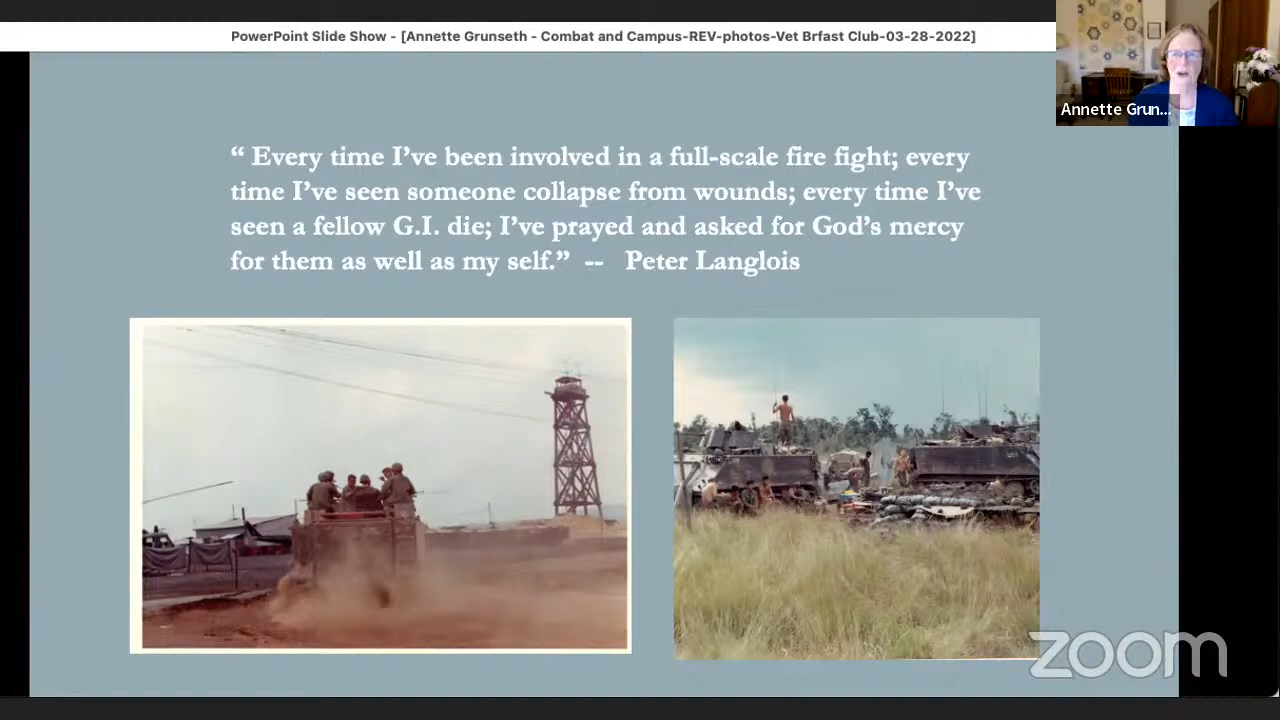 PowerPoint Slide Show - [Annette Grunseth - Combat and Campus-REV-photos-Vet Brfast Club-03-28-2022]
Annette Grun...
“ Every time I’ve been involved in a full-scale fire fight; every
time I’ve seen someone collapse from wounds; every time I’ve
seen a fellow G.I. die; I’ve prayed and asked for God’s mercy
for them as well as my self.” -- Peter Langlois
zoom